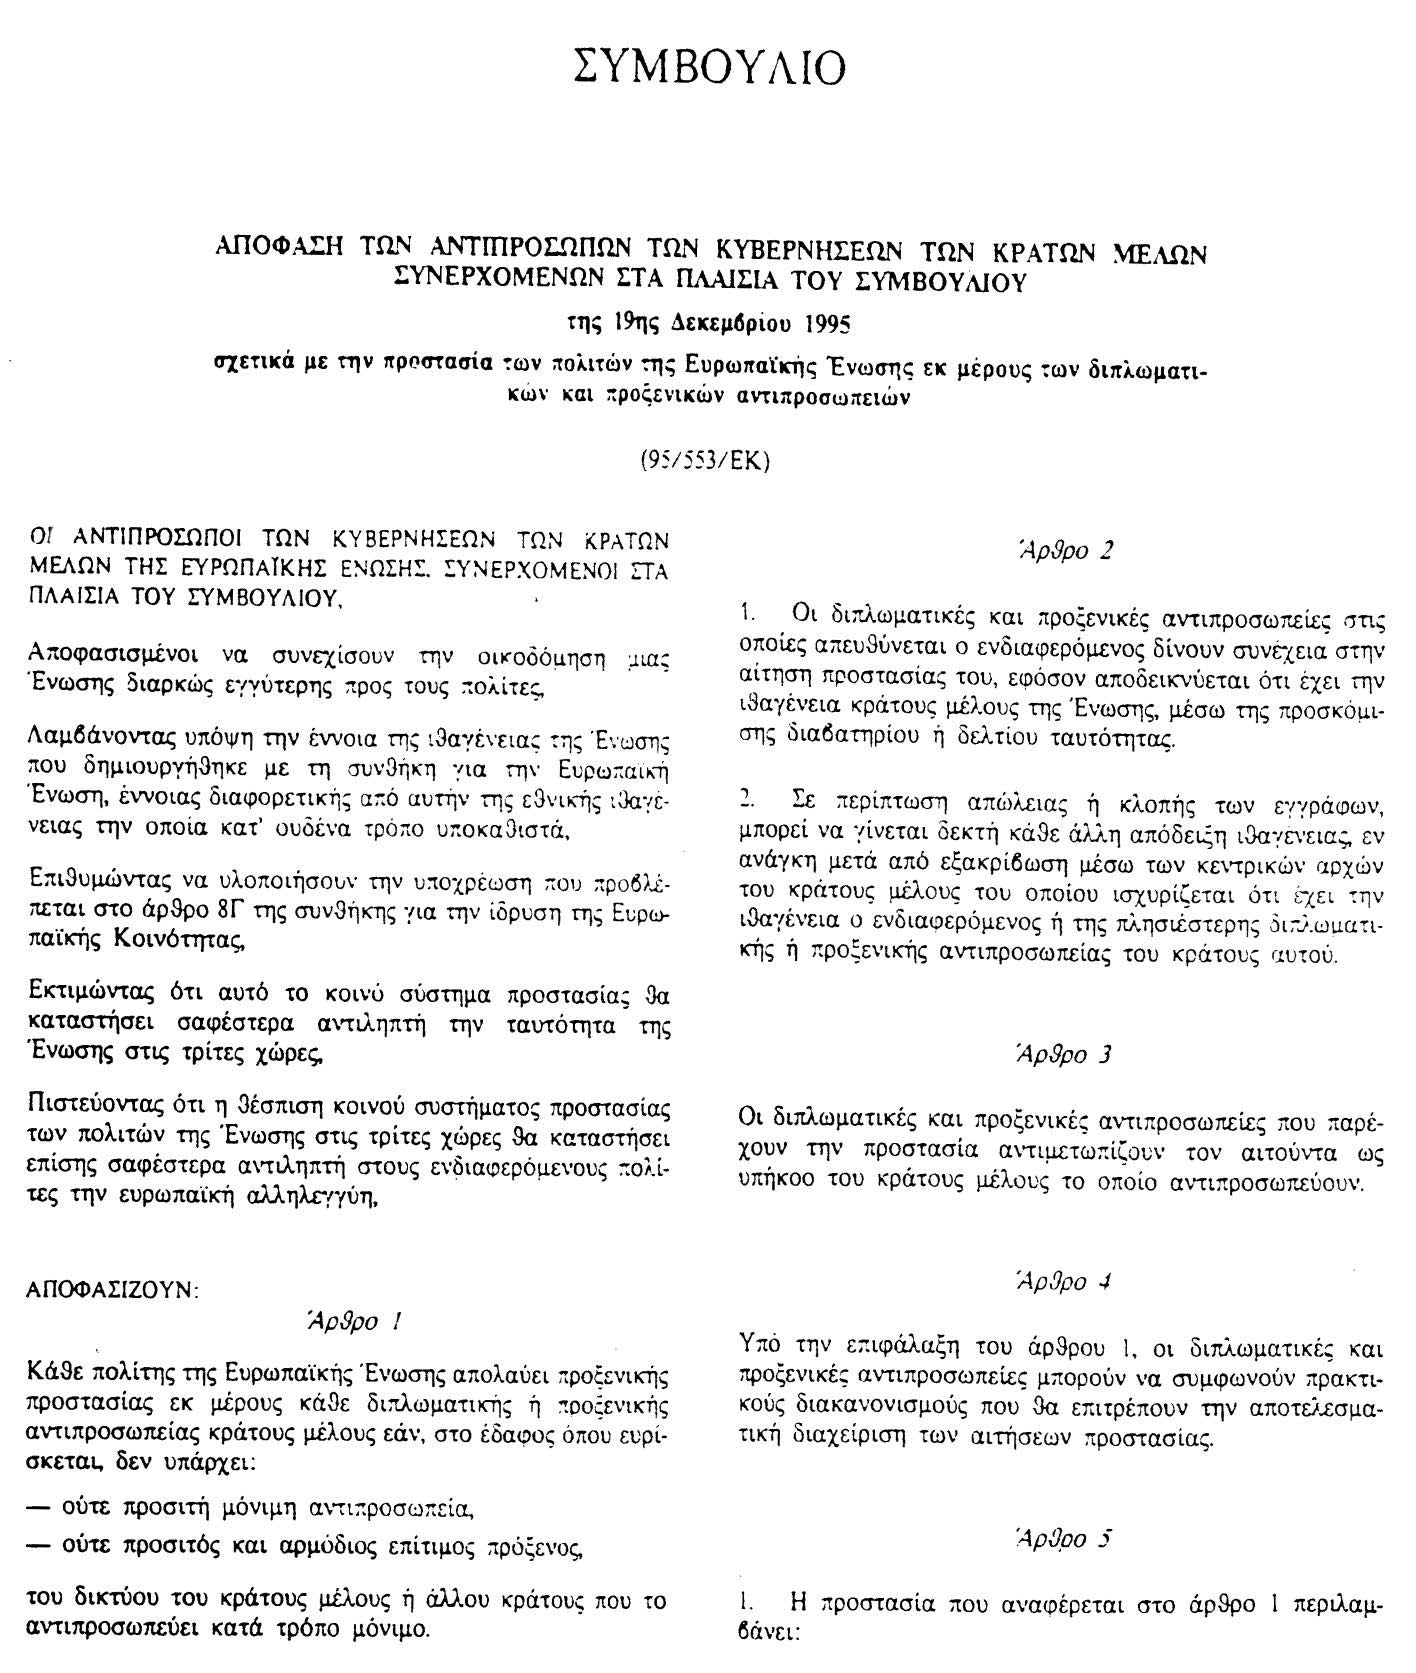 ΣΥΜΒΟΥΛΙΟ
ΑΠΟΦΑΣΗ ΤΩΝ ΑΝΤΙΠΡΟΣΩΠΩΝ ΤΩΝ ΚΥΒΕΡΝΗΣΕΩΝ ΤΩΝ ΚΡΑΤΩΝ ΜΕΛΩΝ
ΣΥΝΕΡΧΟΜΕΝΩΝ ΣΤΑ ΠΛΑΙΣΙΑ ΤΟΥ ΣΥΜΒΟΥΛΙΟΥ
της 19ης Δεκεμβρίου 1995
σχετικά με την προστασία των πολιτών της Ευρωπαϊκής Ένωσης εκ μέρους των διπλωματι-
κών και προξενικών αντιπροσωπειών
(95/553/ΕΚ)
ΟΙ ΑΝΤΙΠΡΟΣΩΠΟΙ ΤΩΝ ΚΥΒΕΡΝΗΣΕΩΝ ΤΩΝ ΚΡΑΤΩΝ
ΜΕΛΩΝ ΤΗΣ ΕΥΡΩΠΑΪΚΗΣ ΕΝΩΣΗΣ, ΣΥΝΕΡΧΟΜΕΝΟΙ ΣΤΑ
ΠΛΑΙΣΙΑ ΤΟΥ ΣΥΜΒΟΥΛΙΟΥ,
Αποφασισμένοι να συνεχίσουν την οικοδόμηση μιας
Ένωσης διαρκώς εγγύτερης προς τους πολίτες,
Λαμβάνοντας υπόψη την έννοια της ιθαγένειας της Ένωσης
που δημιουργήθηκε με τη συνθήκη για την Ευρωπαϊκή
Ένωση, έννοιας διαφορετικής από αυτήν της εθνικής ιθαγέ-
νειας την οποία κατ' ουδένα τρόπο υποκαθιστά,
Επιθυμώντας να υλοποιήσουν την υποχρέωση που προβλέ-
πεται στο άρθρο 8Γ της συνθήκης για την ίδρυση της Ευρω-
παϊκής Κοινότητας,
Εκτιμώντας ότι αυτό το κοινό σύστημα προστασίας θα
καταστήσει σαφέστερα αντιληπτή την ταυτότητα της
Ένωσης στις τρίτες χώρες,
Πιστεύοντας ότι η θέσπιση κοινού συστήματος προστασίας
των πολιτών της Ένωσης στις τρίτες χώρες θα καταστήσει
επίσης σαφέστερα αντιληπτή στους ενδιαφερόμενους πολί-
τες την ευρωπαϊκή αλληλεγγύη,
ΑΠΟΦΑΣΙΖΟΥΝ:
Άρθρο 1
Κάθε πολίτης της Ευρωπαϊκής Ένωσης απολαύει προξενικής
προστασίας εκ μέρους κάθε διπλωματικής ή προξενικής
αντιπροσωπείας κράτους μέλους εάν, στο έδαφος όπου ευρί-
σκεται, δεν υπάρχει:
— ούτε προσιτή μόνιμη αντιπροσωπεία,
— ούτε προσιτός και αρμόδιος επίτιμος πρόξενος,
του δικτύου του κράτους μέλους ή άλλου κράτους που το
αντιπροσωπεύει κατά τρόπο μόνιμο.
Άρθρο 2
1. Οι διπλωματικές και προξενικές αντιπροσωπείες στις
οποίες απευθύνεται ο ενδιαφερόμενος δίνουν συνέχεια στην
αίτηση προστασίας του, εφόσον αποδεικνύεται ότι έχει την
ιθαγένεια κράτους μέλους της Ένωσης, μέσω της προσκόμι-
σης διαβατηρίου ή δελτίου ταυτότητας.
2. Σε περίπτωση απώλειας ή κλοπής των εγγράφων,
μπορεί να γίνεται δεκτή κάθε άλλη απόδειξη ιθαγένειας, εν
ανάγκη μετά από εξακρίβωση μέσω των κεντρικών αρχών
του κράτους μέλους του οποίου ισχυρίζεται ότι έχει την
ιθαγένεια ο ενδιαφερόμενος ή της πλησιέστερης διπλωματι-
κής ή προξενικής αντιπροσωπείας του κράτους αυτού.
Άρθρο 3
Οι διπλωματικές και προξενικές αντιπροσωπείες που παρέ-
χουν την προστασία αντιμετωπίζουν τον αιτούντα ως
υπήκοο του κράτους μέλους το οποίο αντιπροσωπεύουν.
Άρθρο 4
Υπό την επιφάλαξη του άρθρου 1, οι διπλωματικές και
προξενικές αντιπροσωπείες μπορούν να συμφωνούν πρακτι-
κούς διακανονισμούς που θα επιτρέπουν την αποτελεσμα-
τική διαχείριση των αιτήσεων προστασίας.
Άρθρο 5
1. Η προστασία που αναφέρεται στο άρθρο 1 περιλαμ-
βάνει: